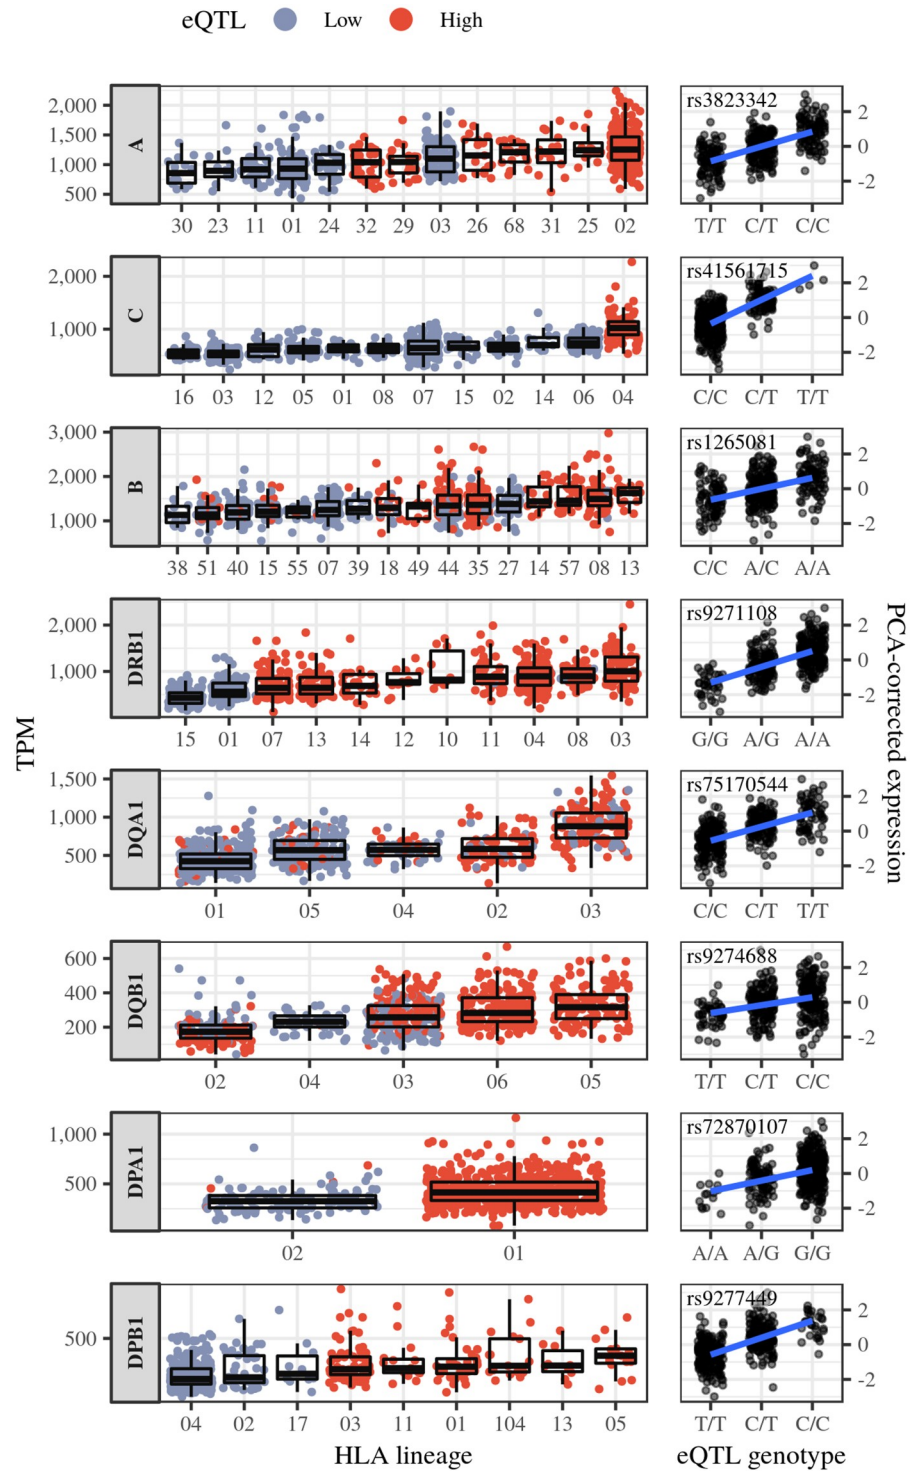 eQTL Low High
A
2,000
1,500
1,000
500
30 23 11 01 24 32 29 03 26 68 31 25 02
rs3823342
2
0
-2
T/T C/T C/C
C
2,000
1,000
16 03 12 05 01 08 07 15 02 14 06 04
rs41561715
2
0
-2
C/C C/T T/T
B
3,000
2,000
1,000
38 51 40 15 55 07 39 18 49 44 35 27 14 57 08 13
rs1265081
2
0
-2
C/C A/C A/A
DRB1
2,000
1,000
15 01 07 13 14 12 10 11 04 08 03
rs9271108
2
0
-2
G/G A/G A/A
DQA1
1,500
1,000
500
01 05 04 02 03
rs75170544
2
0
-2
C/C C/T T/T
DQB1
600
400
200
02 04 03 06 05
rs9274688
2
0
-2
T/T C/T C/C
DPA1
1,000
500
02 01
rs72870107
2
0
-2
A/A A/G G/G
DPB1
500
04 02 17 03 11 01 104 13 05
rs9277449
2
0
-2
T/T C/T C/C
TPM
PCA-corrected expression
HLA lineage
eQTL genotype